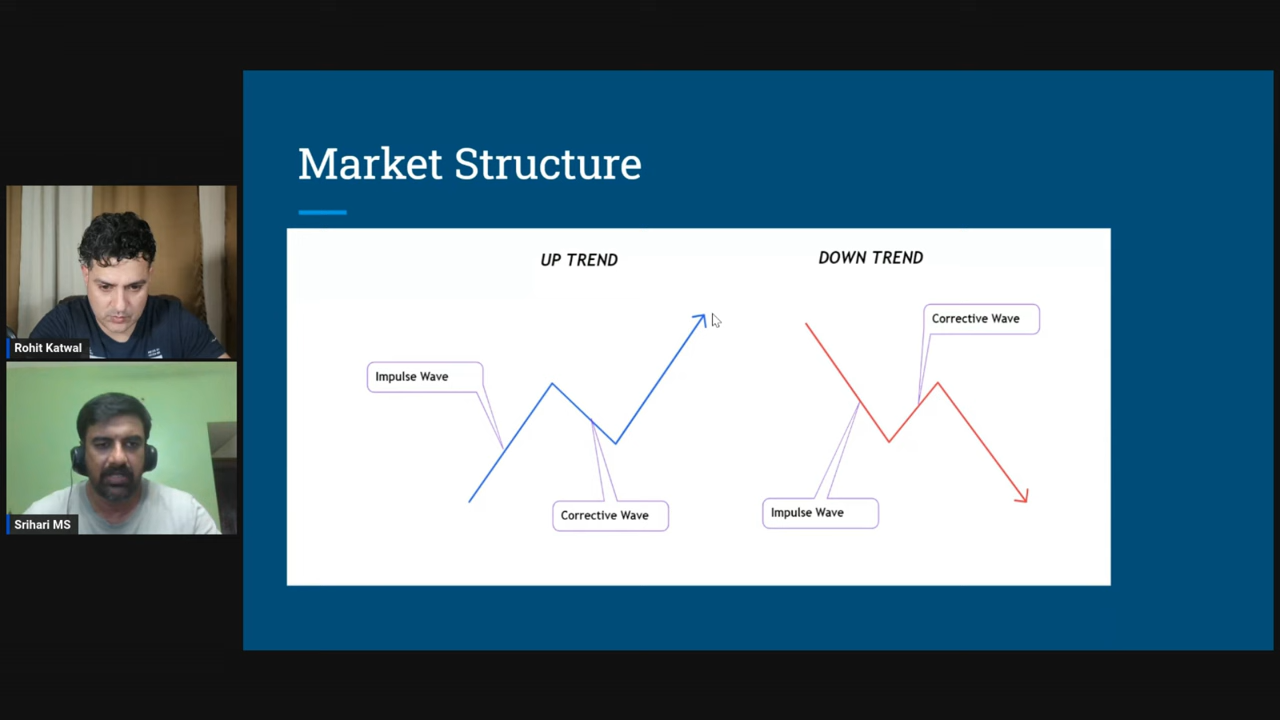 Market Structure
UP TREND
DOWN TREND
Corrective Wave
Impulse Wave
Corrective Wave
Impulse Wave
Rohit Katwal
Srihari MS